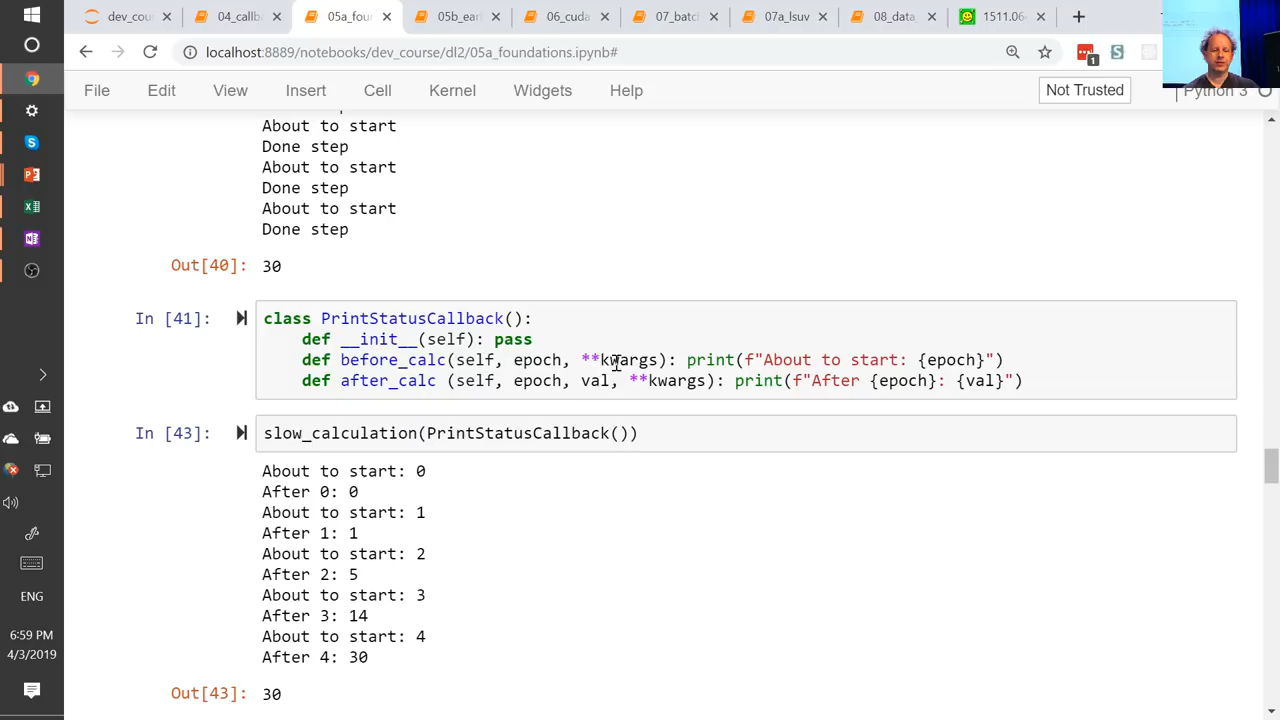 dev_cou
04_callb
05a_fou
05b_ear
06_cuda
07_batcl
07a_lsuv
08_data_
1511.06
localhost:8889/notebooks/dev_course/dl2/05a_foundations.ipynb#
1
File Edit View Insert Cell Kernel Widgets Help
Not Trusted
Python 3
About to start
Done step
About to start
Done step
About to start
Done step
Out[40]: 30
In [41]: class PrintStatusCallback():
def __init__(self): pass
def before_calc(self, epoch, **kwargs): print(f"About to start: {epoch}")
def after_calc (self, epoch, val, **kwargs): print(f"After {epoch}: {val}")
In [43]: slow_calculation(PrintStatusCallback())
About to start: 0
After 0: 0
About to start: 1
After 1: 1
About to start: 2
After 2: 5
About to start: 3
After 3: 14
About to start: 4
After 4: 30
Out[43]: 30
ENG
6:59 PM
4/3/2019